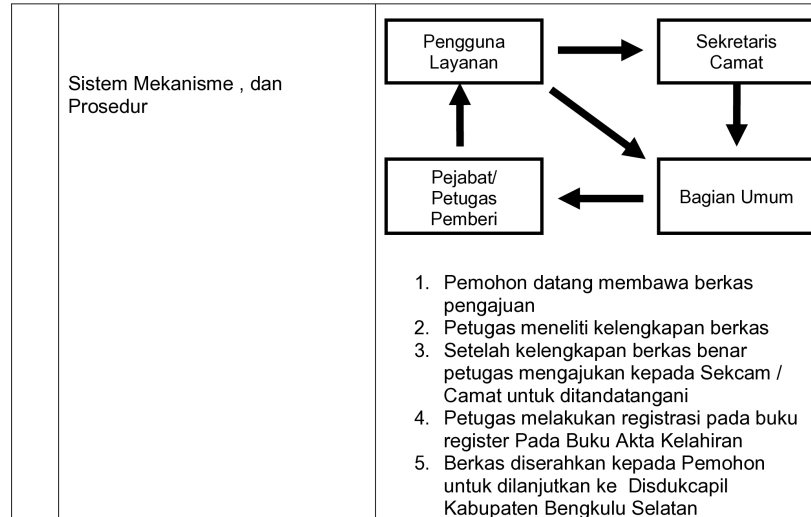 Sistem Mekanisme , dan
Prosedur
Pengguna
Layanan
Sekretaris
Camat
Pejabat/
Petugas
Pemberi
Bagian Umum
1. Pemohon datang membawa berkas
pengajuan
2. Petugas meneliti kelengkapan berkas
3. Setelah kelengkapan berkas benar
petugas mengajukan kepada Sekcam /
Camat untuk ditandatangani
4. Petugas melakukan registrasi pada buku
register Pada Buku Akta Kelahiran
5. Berkas diserahkan kepada Pemohon
untuk dilanjutkan ke Disdukcapil
Kabupaten Bengkulu Selatan